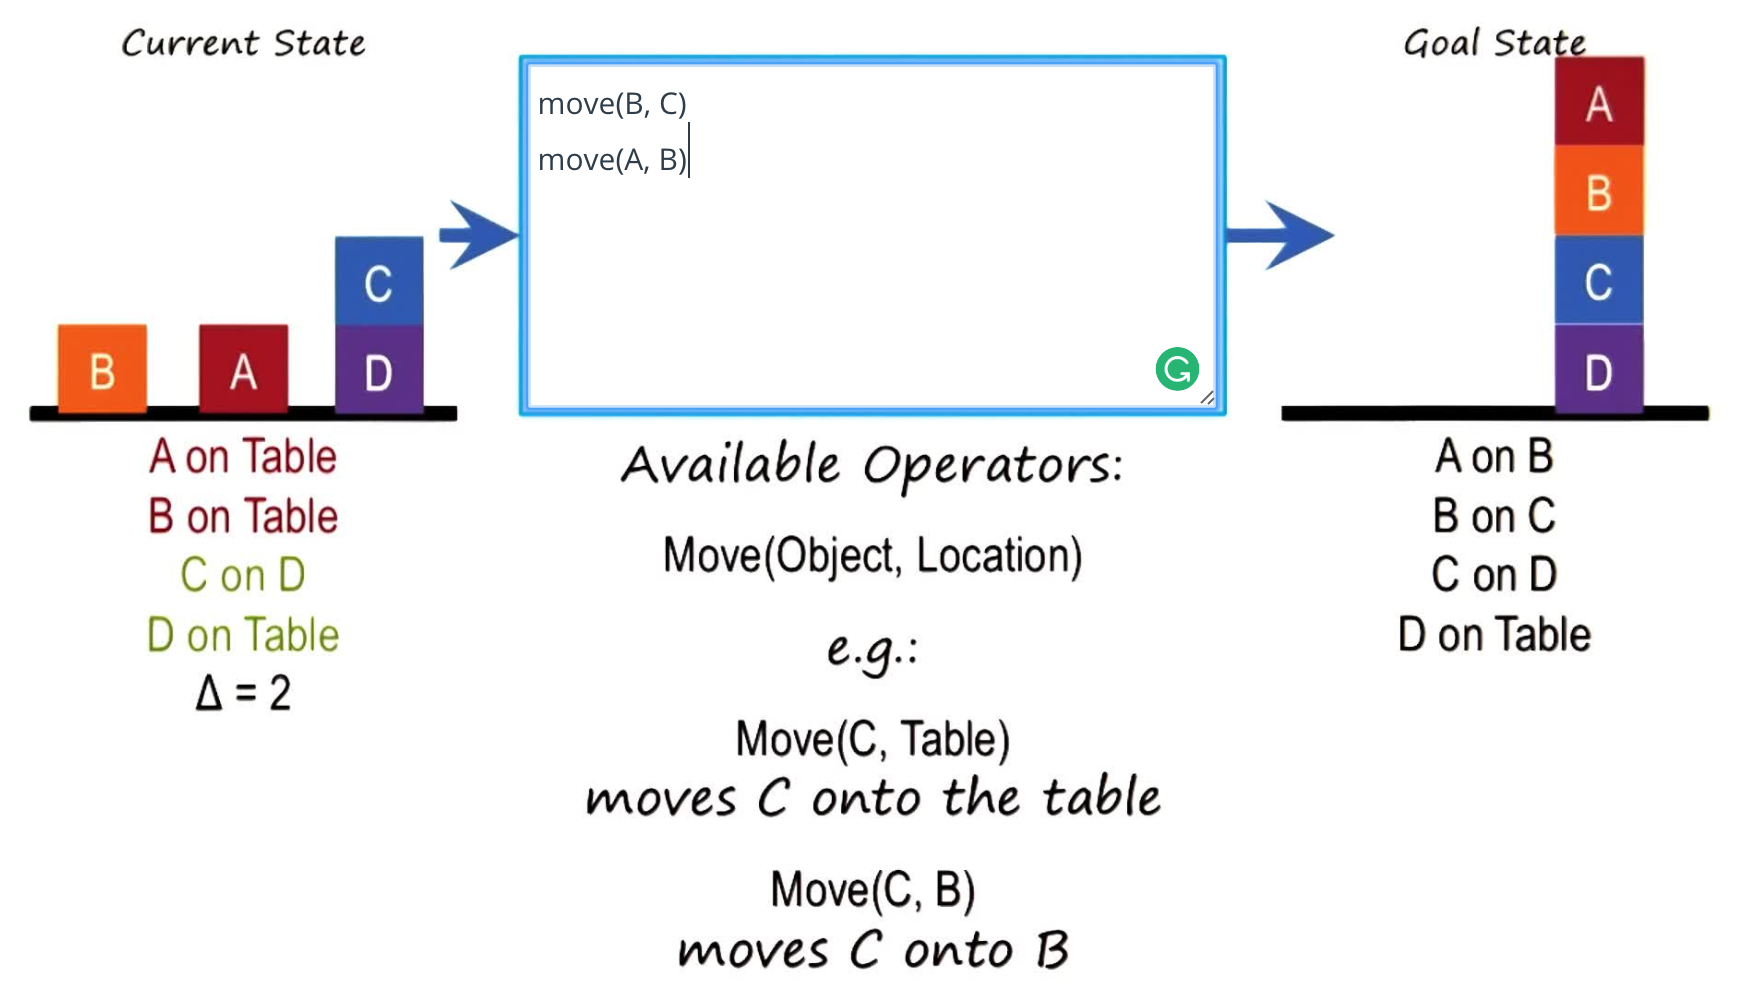 Current State
Goal State
move(B, C)
move(A, B)
A
B
C
C
B
A
D
D
A on Table
B on Table
C on D
D on Table
Δ = 2
Available Operators:
Move(Object, Location)
e.g.:
Move(C, Table)
moves C onto the table
Move(C, B)
moves C onto B
A on B
B on C
C on D
D on Table